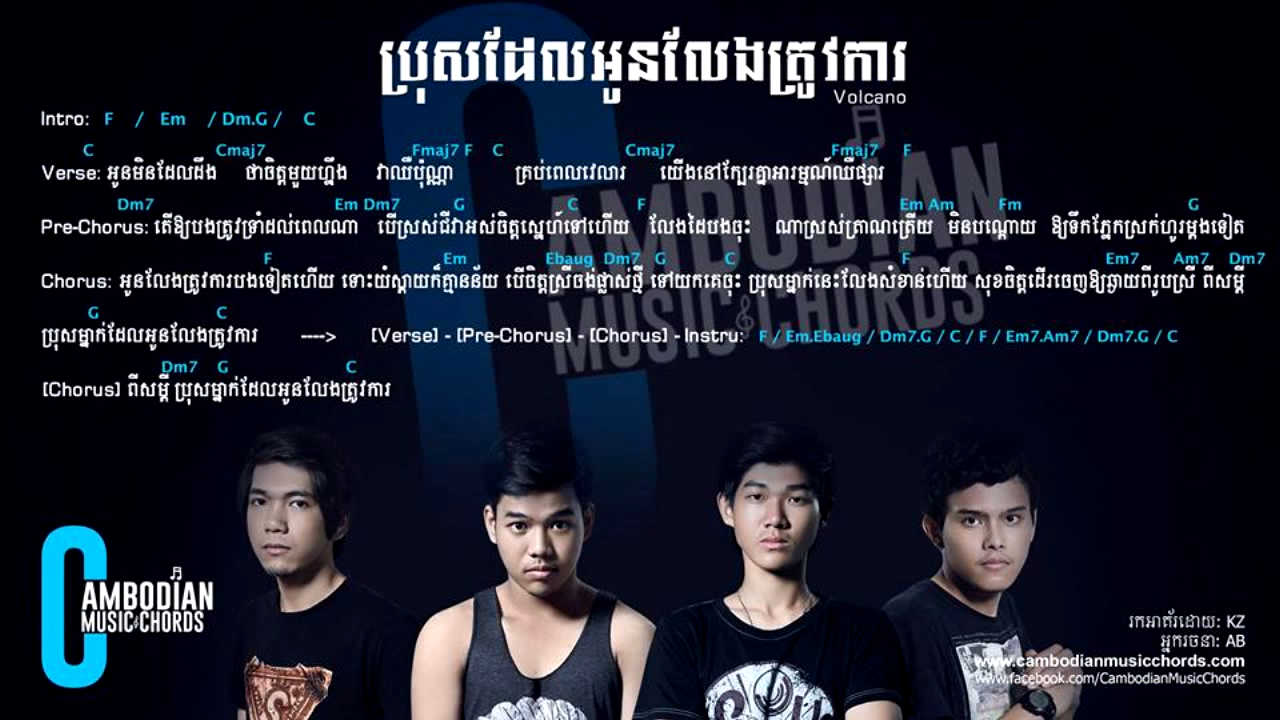 ប្រុសដែលអូនលែងត្រូវការ
Volcano
Intro: F / Em / Dm.G / C
C Cmaj7 Fmaj7 F C Cmaj7 Fmaj7 F
Verse: អូនមិនដែលដឹង ថាចិត្តមួយហ្នឹង វាឈឺប៉ុណ្ណា គ្រប់ពេលវេលារ យើងនៅក្បែរគ្នាអារម្មណ៍ឈឺផ្សារ
Dm7 Em Dm7 G C F Em Am Fm G
Pre-Chorus: តើឱ្យបងត្រូវទ្រាំដល់ពេលណា បើស្រស់ជីវាអស់ចិត្តស្នេហ៍ទៅហើយ លែងដៃបងចុះ ណាស្រស់ត្រាណត្រើយ មិនបណ្ដោយ ឱ្យទឹកភ្នែកស្រក់ហូរម្ដងទៀត
F Em Ebaug Dm7 G C F Em7 Am7 Dm7
Chorus: អូនលែងត្រូវការបងទៀតហើយ ទោះយំស្ដាយក៏គ្មានន័យ បើចិត្តស្រីចង់ផ្លាស់ថ្មី ទៅយកគេចុះ ប្រុសម្នាក់នេះលែងសំខាន់ហើយ សុខចិត្តដើរចេញឱ្យឆ្ងាយពីរូបស្រី ពីសម្ដី
G C
ប្រុសម្នាក់ដែលអូនលែងត្រូវការ ----> [Verse] - [Pre-Chorus] - [Chorus] - Instru: F / Em.Ebaug / Dm7.G / C / F / Em7.Am7 / Dm7.G / C
Dm7 G C
[Chorus] ពីសម្ដី ប្រុសម្នាក់ដែលអូនលែងត្រូវការ
CAMBODIAN
MUSIC CHORDS
CAMBODIAN
MUSIC CHORDS
រកអាត័រដោយ: KZ
អ្នករចនា: AB
www.cambodianmusicchords.com
www.facebook.com/CambodianMusicChords